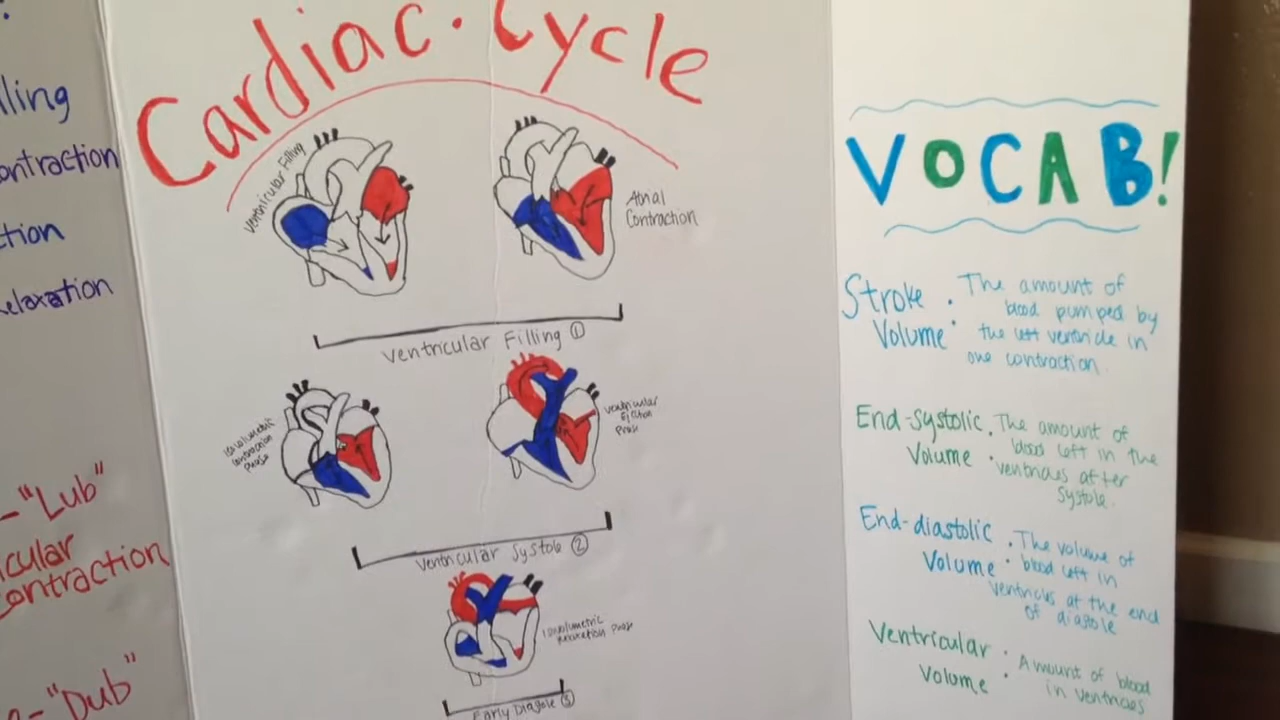 lling
ontraction
ction
elaxation
- "Lub"
icular
contraction
- "Dub"
Cardiac. Cycle
Ventricular Filling
Atrial
Contraction
Ventricular Filling ①
Isovolumetric
contraction
phase
Ventricular
Ejection
Phase
Ventricular Systole ②
Isovolumetric
Relaxation Phase
Early Diastole ③
VOCAB!
Stroke Volume : The amount of
blood pumped by
the left ventricle in
one contraction.
End-systolic Volume : The amount of
blood left in the
ventricles after
Systole.
End-diastolic Volume : The volume of
blood left in
ventricles at the end
of diastole
Ventricular Volume : Amount of blood
in ventricles